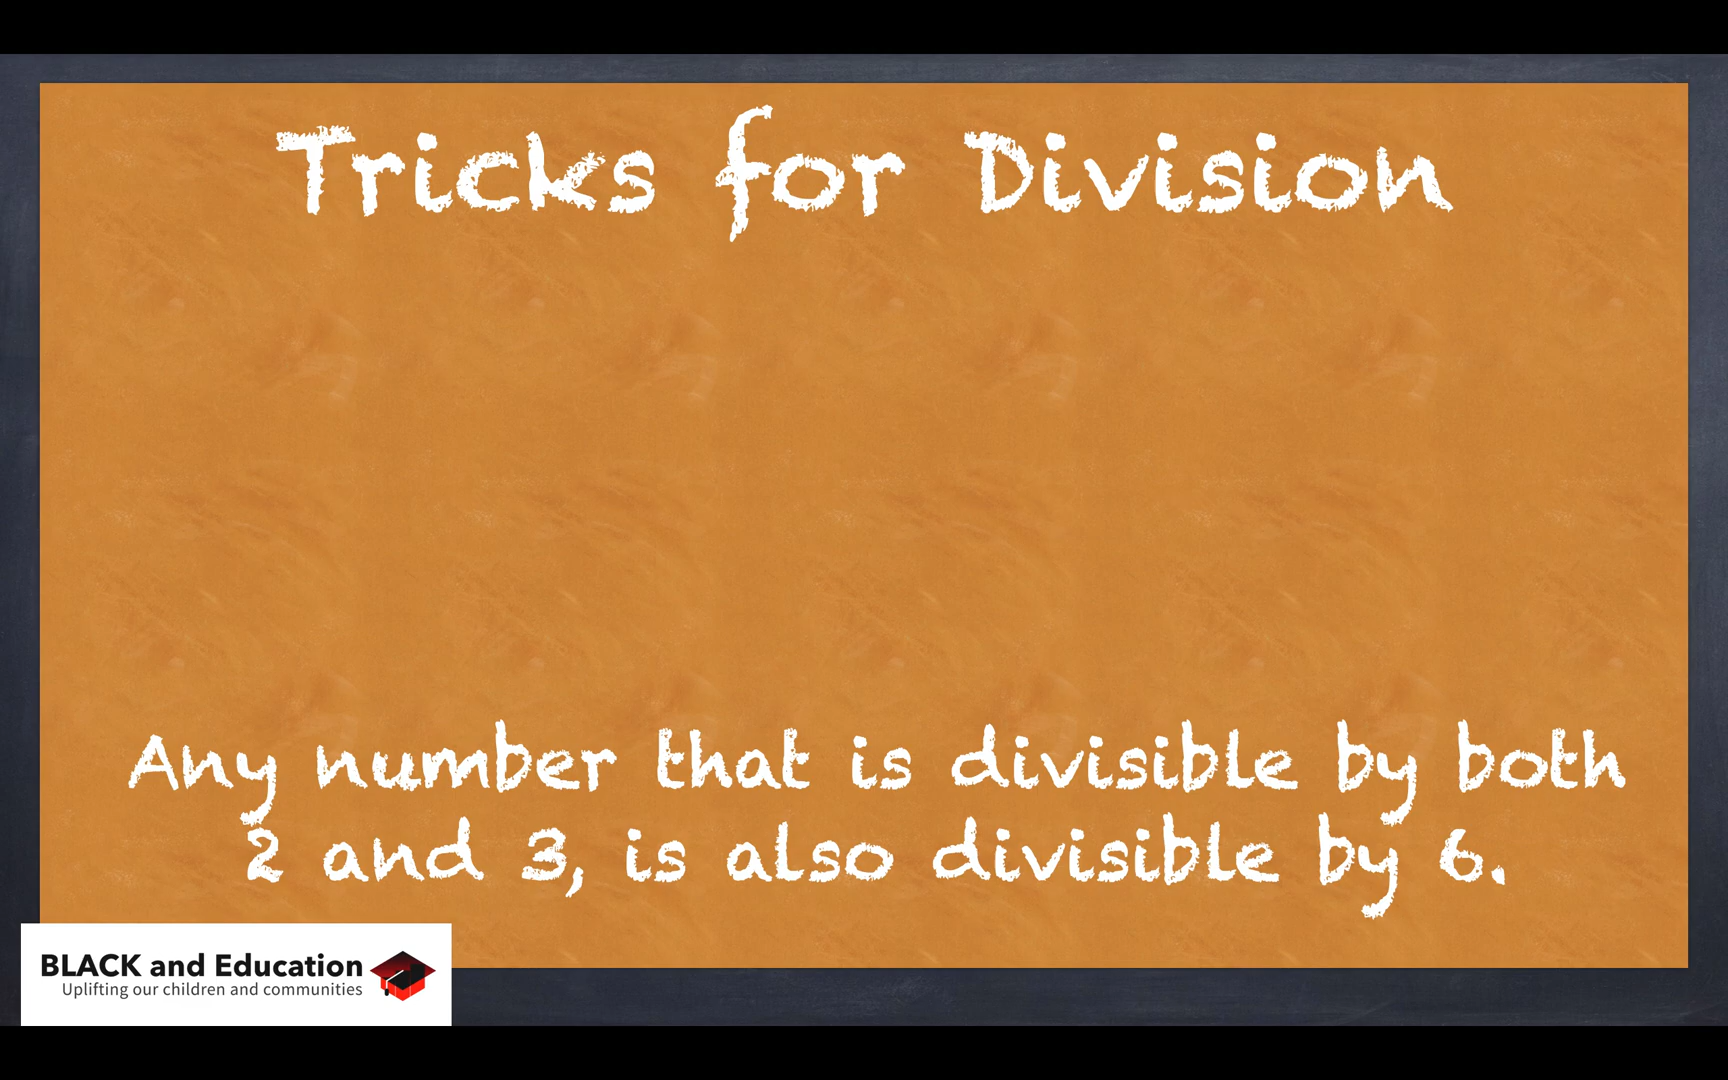 Tricks for Division
Any number that is divisible by both
2 and 3, is also divisible by 6.
BLACK and Education
Uplifting our children and communities